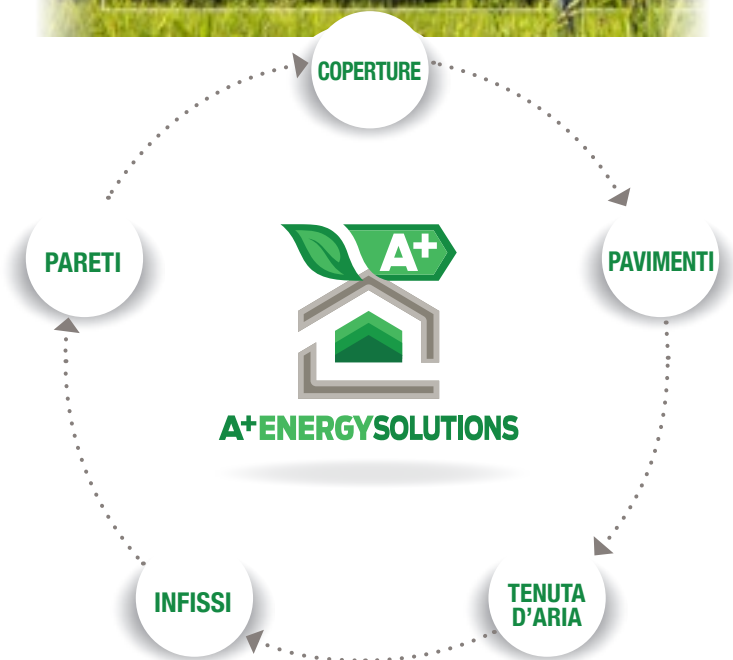 COPERTURE
PARETI
PAVIMENTI
A+
A+ENERGYSOLUTIONS
INFISSI
TENUTA
D'ARIA